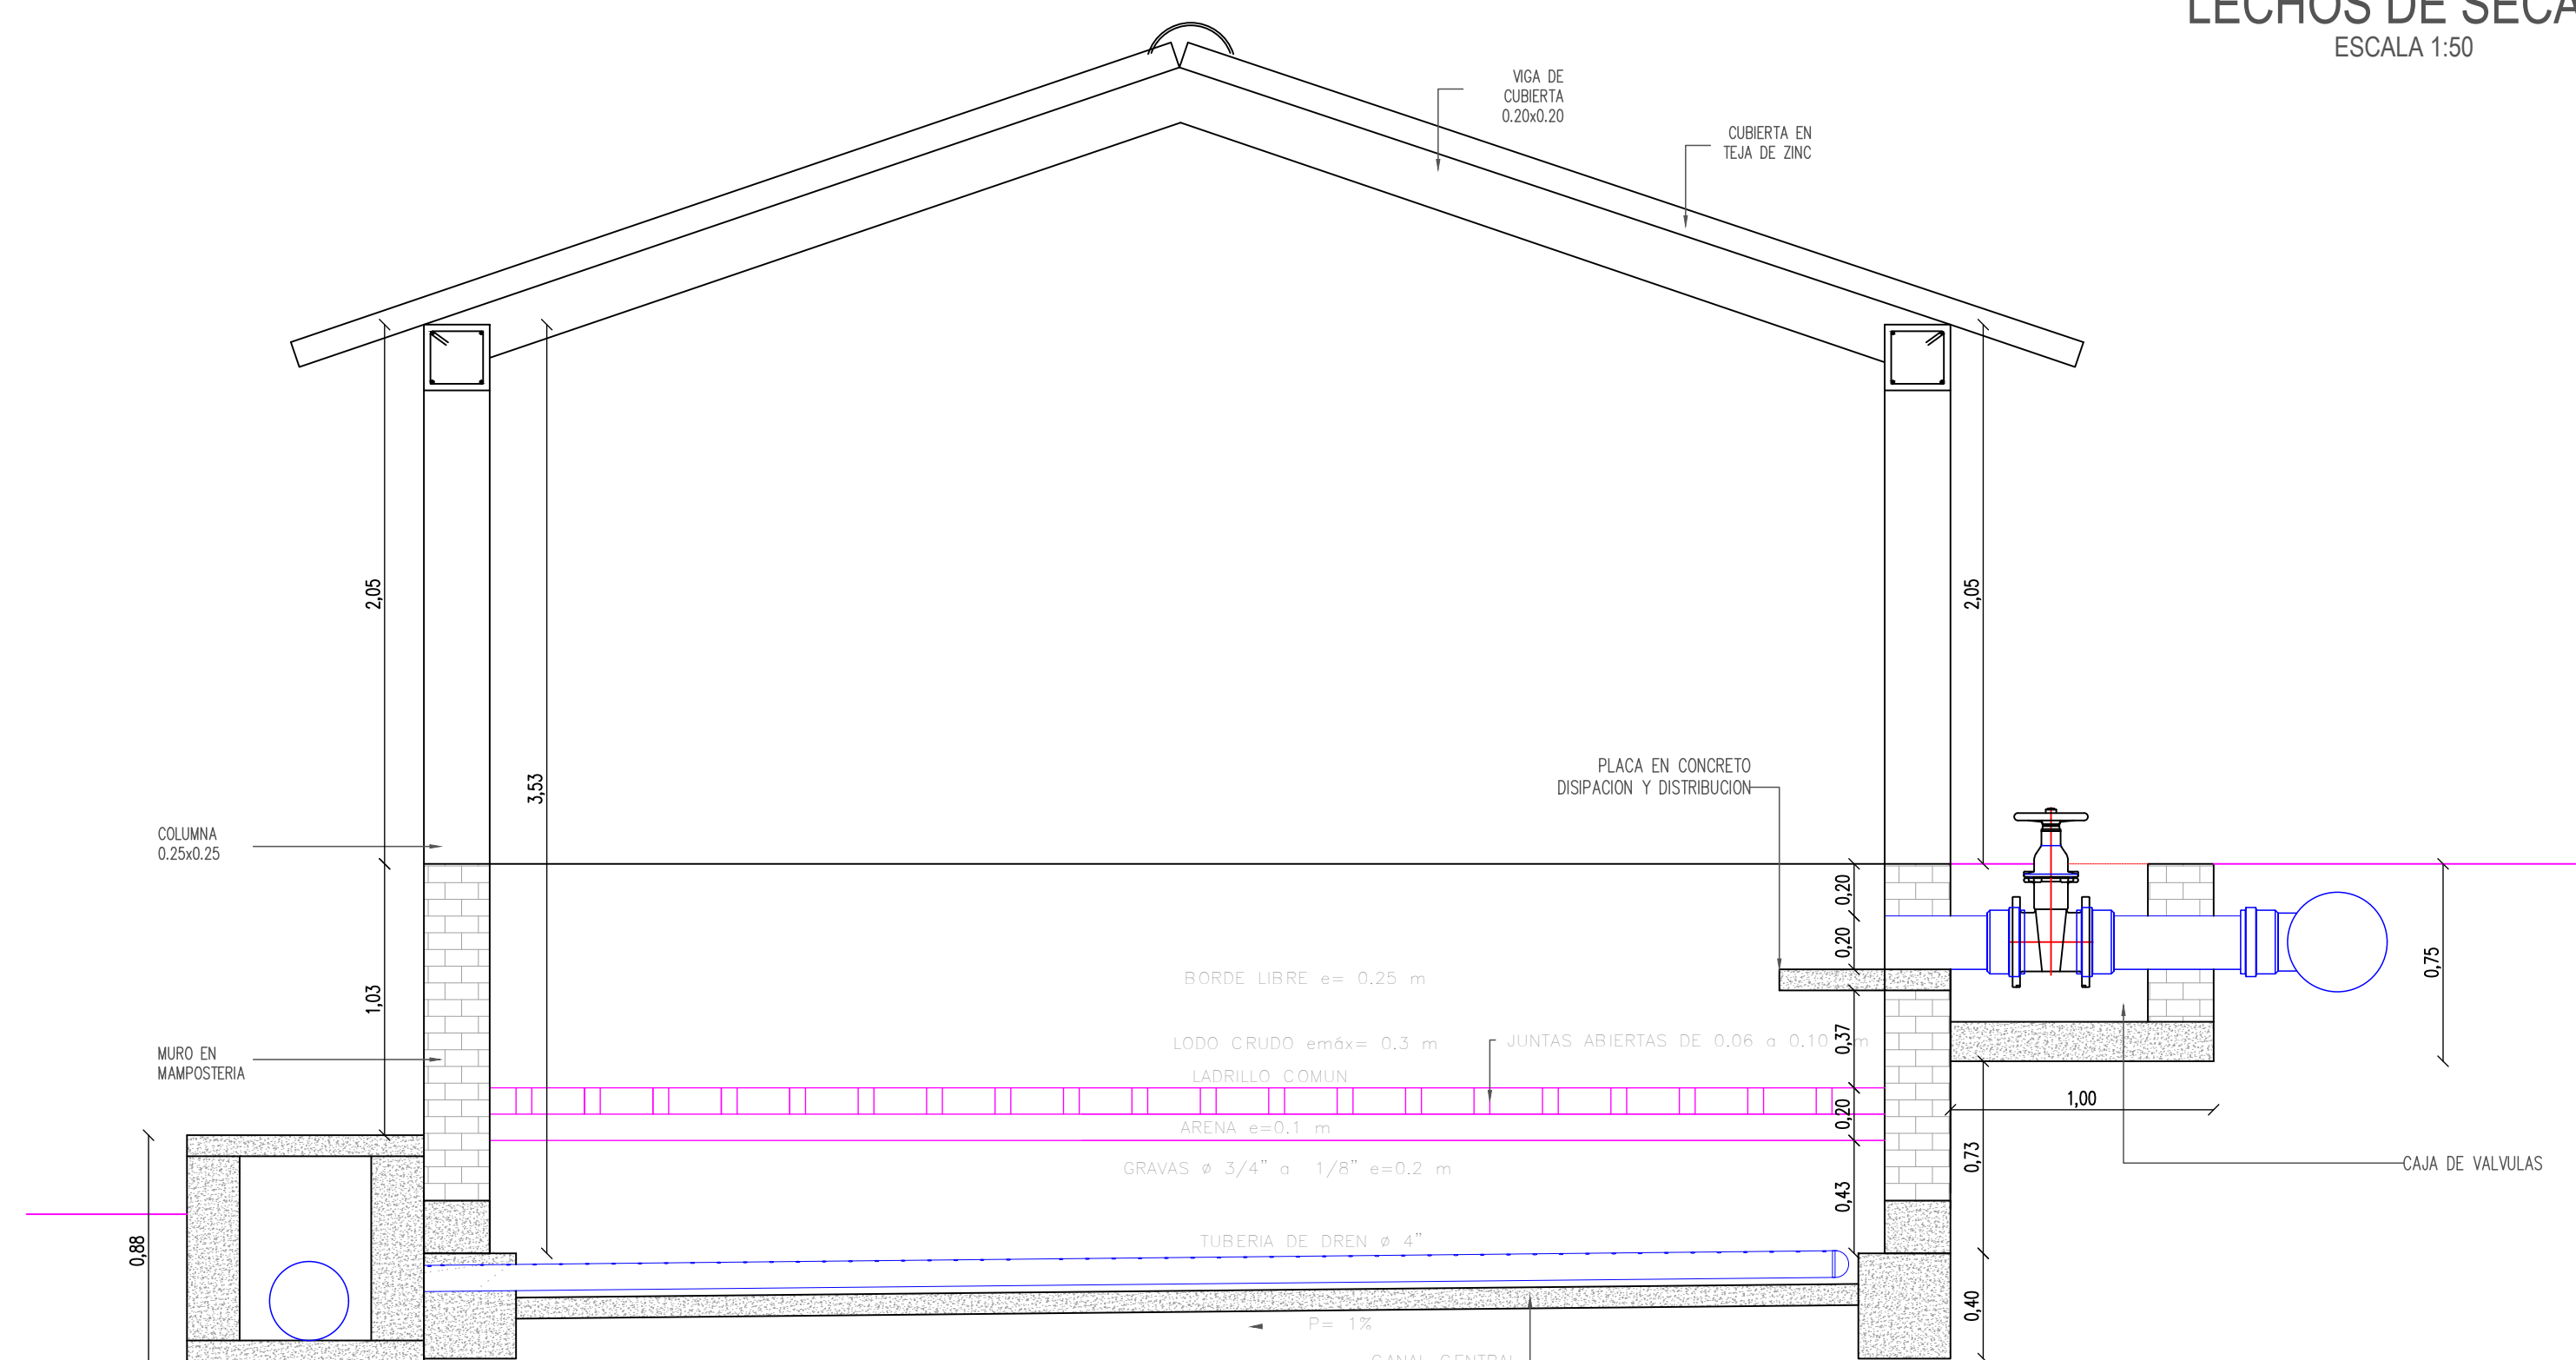 ESCALA 1:50
VIGA DE
CUBIERTA
0.20x0.20
CUBIERTA EN
TEJA DE ZINC
2,05
3,53
2,05
PLACA EN CONCRETO
DISIPACION Y DISTRIBUCION
COLUMNA
0.25x0.25
0,20
0,20
0,75
BORDE LIBRE e= 0.25 m
1,03
LODO CRUDO emáx= 0.3 m
JUNTAS ABIERTAS DE 0.06 a 0.10 m
0,37
MURO EN
MAMPOSTERIA
LADRILLO COMUN
1,00
0,20
ARENA e=0.1 m
GRAVAS ø 3/4" a 1/8" e=0.2 m
0,73
CAJA DE VALVULAS
0,43
0,88
TUBERIA DE DREN ø 4"
0,40
P= 1%
LECHOS DE
CANAL CENTRAL